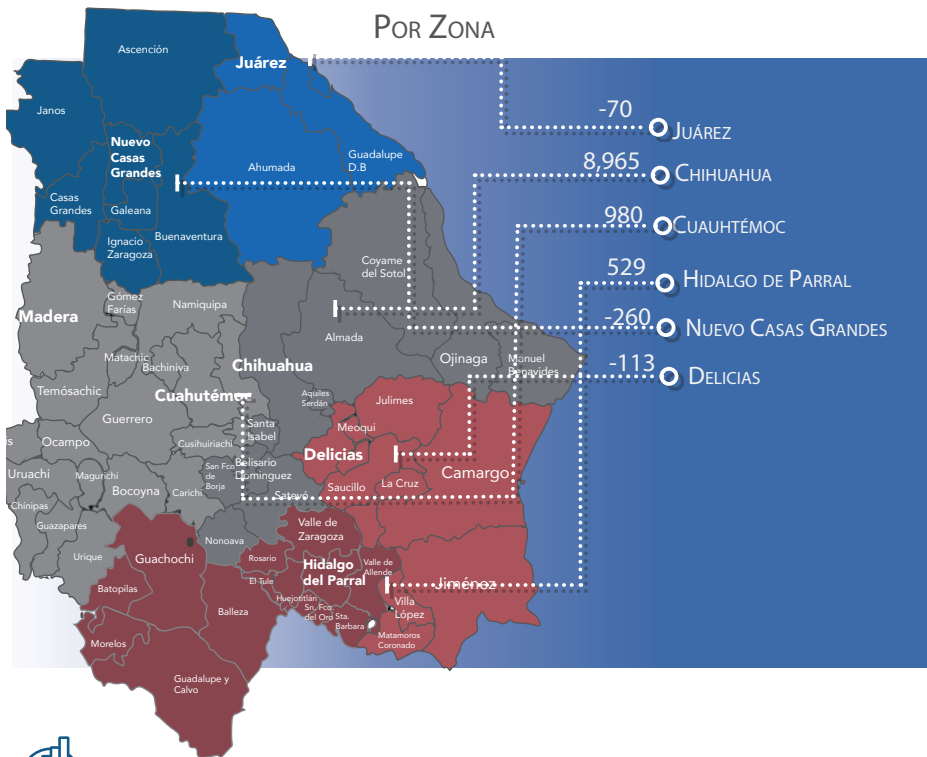 Por Zona
Ascención
Juárez
Janos
Nuevo
Casas
Grandes
Ahumada
Guadalupe
D.B
Casas
Grandes
Galeana
Ignacio
Zaragoza
Buenaventura
-70
Juárez
8,965
Chihuahua
980
Cuauhtémoc
529
Hidalgo de Parral
-260
Nuevo Casas Grandes
-113
Delicias
Coyame
del Sotol
Gómez
Farías
Namiquipa
Madera
Almada
Matachic
Bachiniva
Chihuahua
Ojinaga
Manuel
Benavides
Temósachic
Cuahutémoc
Aquiles
Serdán
Julimes
Guerrero
Santa
Isabel
Meoqui
Ocampo
is
Cusihuiriachi
Delicias
Uruachi
Magurichi
San Fco
de
Borja
Belisario
Domínguez
Camargo
Bocoyna
Carichi
Saucillo
La Cruz
Chinipas
Satevó
Guazapares
Valle de
Zaragoza
Nonoava
Urique
Guachochi
Rosario
Hidalgo
del Parral
Valle de
Allende
Batopilas
El Tule
Jiménez
Huejotitlán
Balleza
Sn. Fco.
del Oro
Sta.
Barbara
Villa
López
Morelos
Matamoros
Coronado
Guadalupe y
Calvo